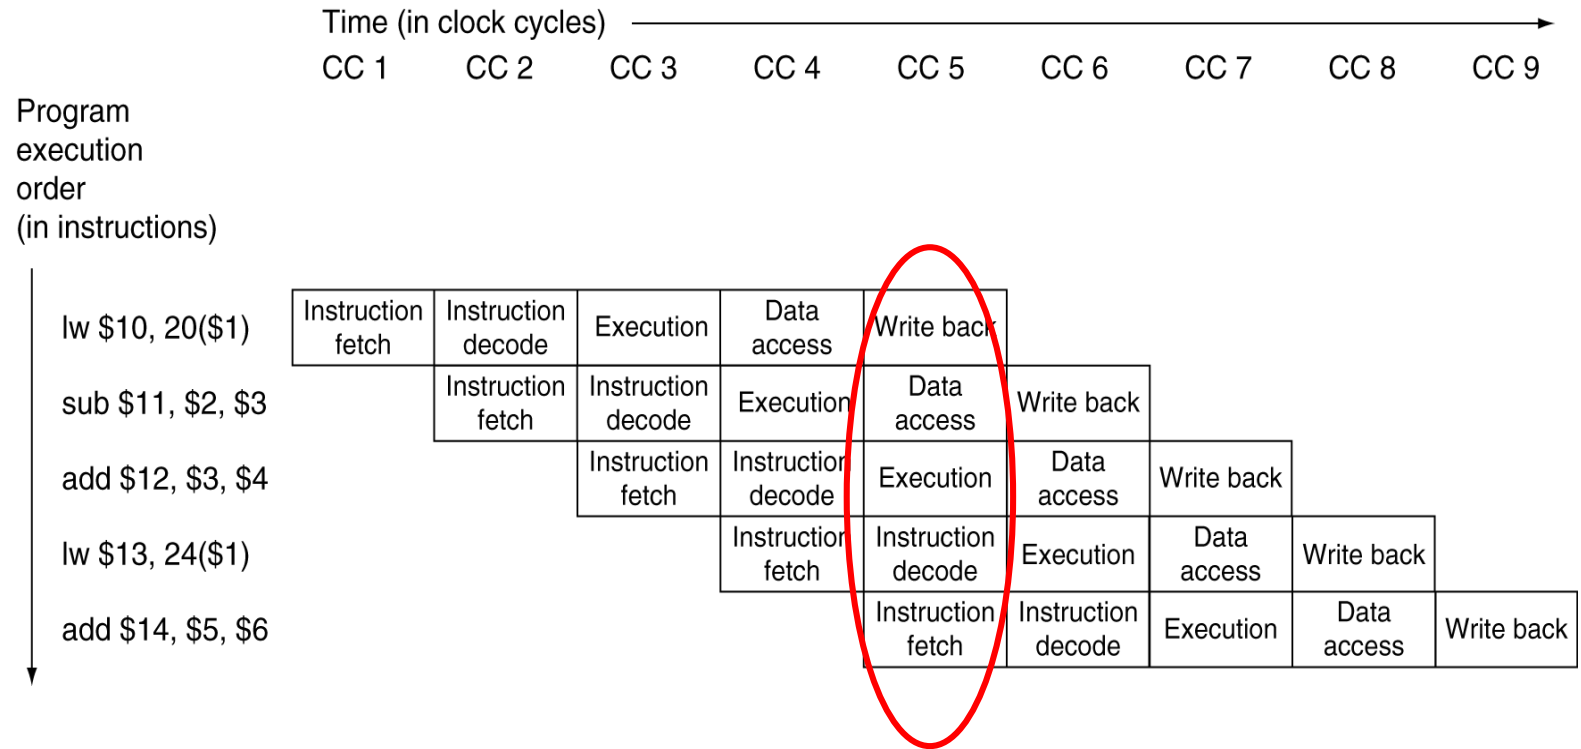 Time (in clock cycles)
CC 1 CC 2 CC 3 CC 4 CC 5 CC 6 CC 7 CC 8 CC 9
Program
execution
order
(in instructions)
lw $10, 20($1)
Instruction
fetch
Instruction
decode
Execution
Data
access
Write back
sub $11, $2, $3
Instruction
fetch
Instruction
decode
Execution
Data
access
Write back
add $12, $3, $4
Instruction
fetch
Instruction
decode
Execution
Data
access
Write back
lw $13, 24($1)
Instruction
fetch
Instruction
decode
Execution
Data
access
Write back
add $14, $5, $6
Instruction
fetch
Instruction
decode
Execution
Data
access
Write back